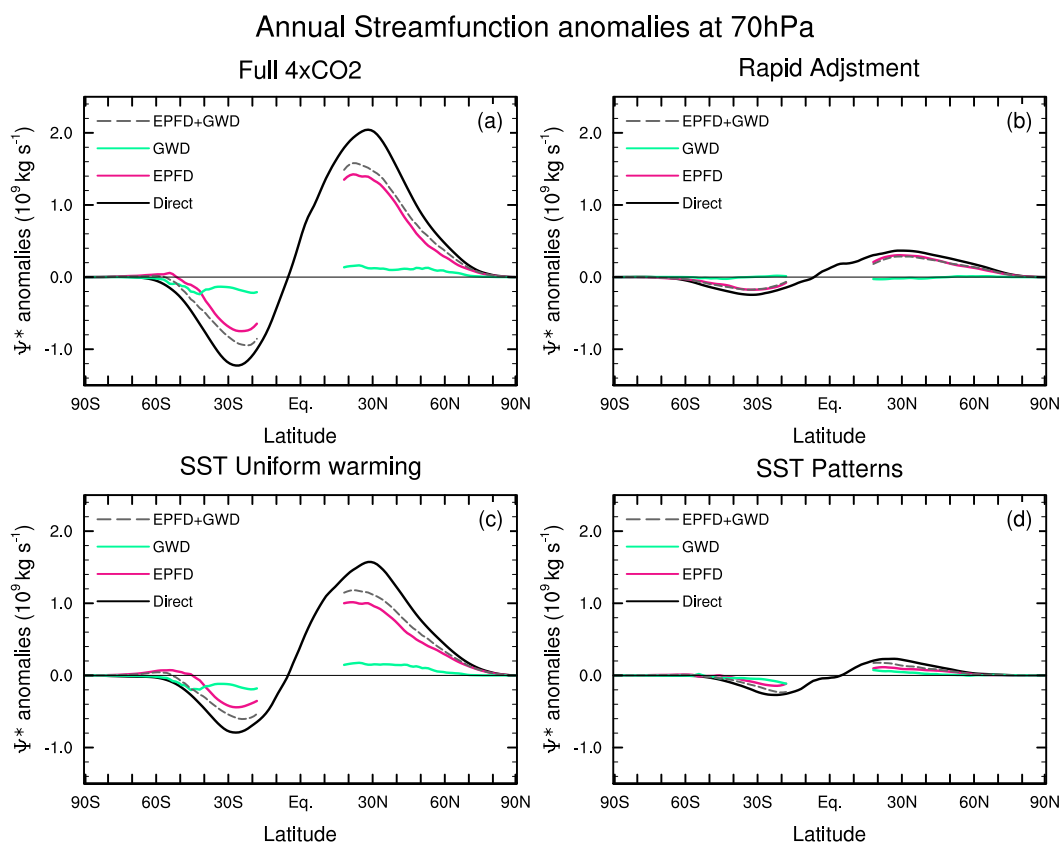 Annual Streamfunction anomalies at 70hPa
Full 4xCO2
(a)
EPFD+GWD
GWD
EPFD
Direct
Ψ* anomalies (10⁹ kg s⁻¹)
2.0
1.0
0.0
-1.0
90S 60S 30S Eq. 30N 60N 90N
Latitude
Rapid Adjstment
(b)
EPFD+GWD
GWD
EPFD
Direct
Ψ* anomalies (10⁹ kg s⁻¹)
2.0
1.0
0.0
-1.0
90S 60S 30S Eq. 30N 60N 90N
Latitude
SST Uniform warming
(c)
EPFD+GWD
GWD
EPFD
Direct
Ψ* anomalies (10⁹ kg s⁻¹)
2.0
1.0
0.0
-1.0
90S 60S 30S Eq. 30N 60N 90N
Latitude
SST Patterns
(d)
EPFD+GWD
GWD
EPFD
Direct
Ψ* anomalies (10⁹ kg s⁻¹)
2.0
1.0
0.0
-1.0
90S 60S 30S Eq. 30N 60N 90N
Latitude